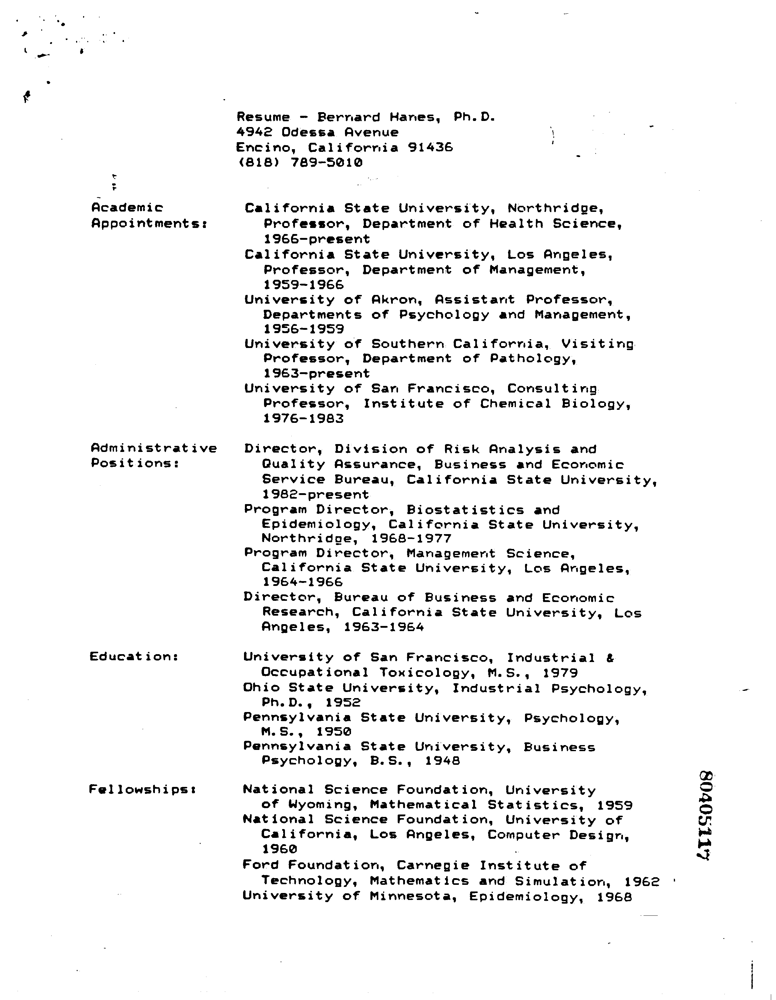 Resume - Bernard Hanes, Ph.D.
4942 Odessa Avenue
Encino, California 91436
(818) 789-5010
Academic Appointments:
California State University, Northridge,
Professor, Department of Health Science,
1966-present
California State University, Los Angeles,
Professor, Department of Management,
1959-1966
University of Akron, Assistant Professor,
Departments of Psychology and Management,
1956-1959
University of Southern California, Visiting
Professor, Department of Pathology,
1963-present
University of San Francisco, Consulting
Professor, Institute of Chemical Biology,
1976-1983
Administrative Positions:
Director, Division of Risk Analysis and
Quality Assurance, Business and Economic
Service Bureau, California State University,
1982-present
Program Director, Biostatistics and
Epidemiology, California State University,
Northridge, 1968-1977
Program Director, Management Science,
California State University, Los Angeles,
1964-1966
Director, Bureau of Business and Economic
Research, California State University, Los
Angeles, 1963-1964
Education:
University of San Francisco, Industrial &
Occupational Toxicology, M.S., 1979
Ohio State University, Industrial Psychology,
Ph.D., 1952
Pennsylvania State University, Psychology,
M.S., 1950
Pennsylvania State University, Business
Psychology, B.S., 1948
Fellowships:
National Science Foundation, University
of Wyoming, Mathematical Statistics, 1959
National Science Foundation, University of
California, Los Angeles, Computer Design,
1960
Ford Foundation, Carnegie Institute of
Technology, Mathematics and Simulation, 1962
University of Minnesota, Epidemiology, 1968
80405117